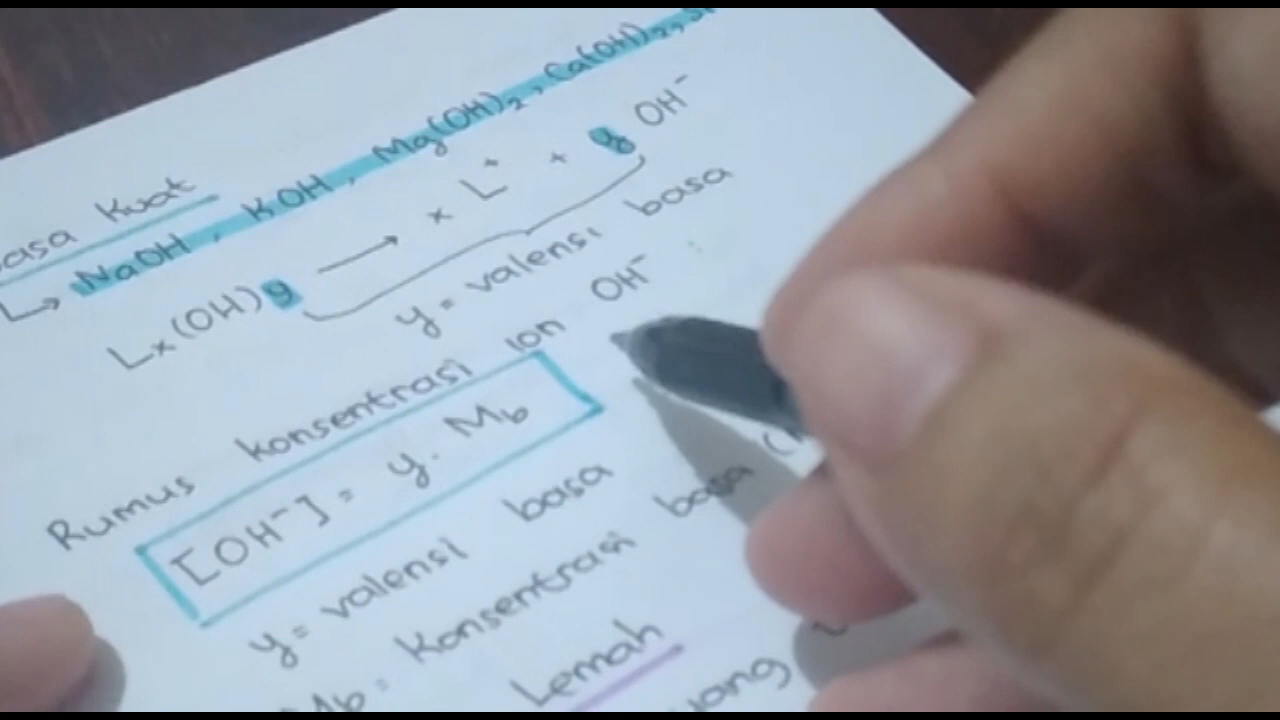 Basa Kuat
↳ NaOH, KOH, Mg(OH)₂, Ca(OH)₂,
Lx(OH)y → x L⁺ + y OH⁻
y = valensi basa
Rumus konsentrasi ion OH⁻
[OH⁻] = y. Mb
y = valensi basa
Mb = Konsentrasi basa (
Lemah
yang